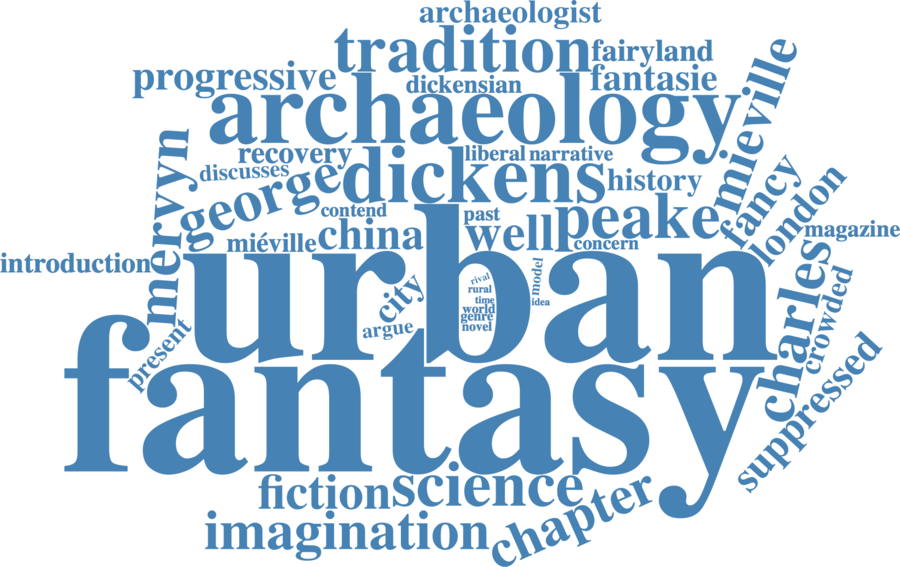 archaeologist
tradition
fairyland
progressive
dickensian
fantasie
archaeology
mieville
mervyn
recovery
liberal narrative
discusses
dickens
george
history
fancy
contend
past
peake
london
miéville
china
well
concern
magazine
introduction
urban
charles
crowded
city
argue
rival
rural
time
world
genre
novel
model
idea
present
fantasy
suppressed
fiction
science
imagination
chapter